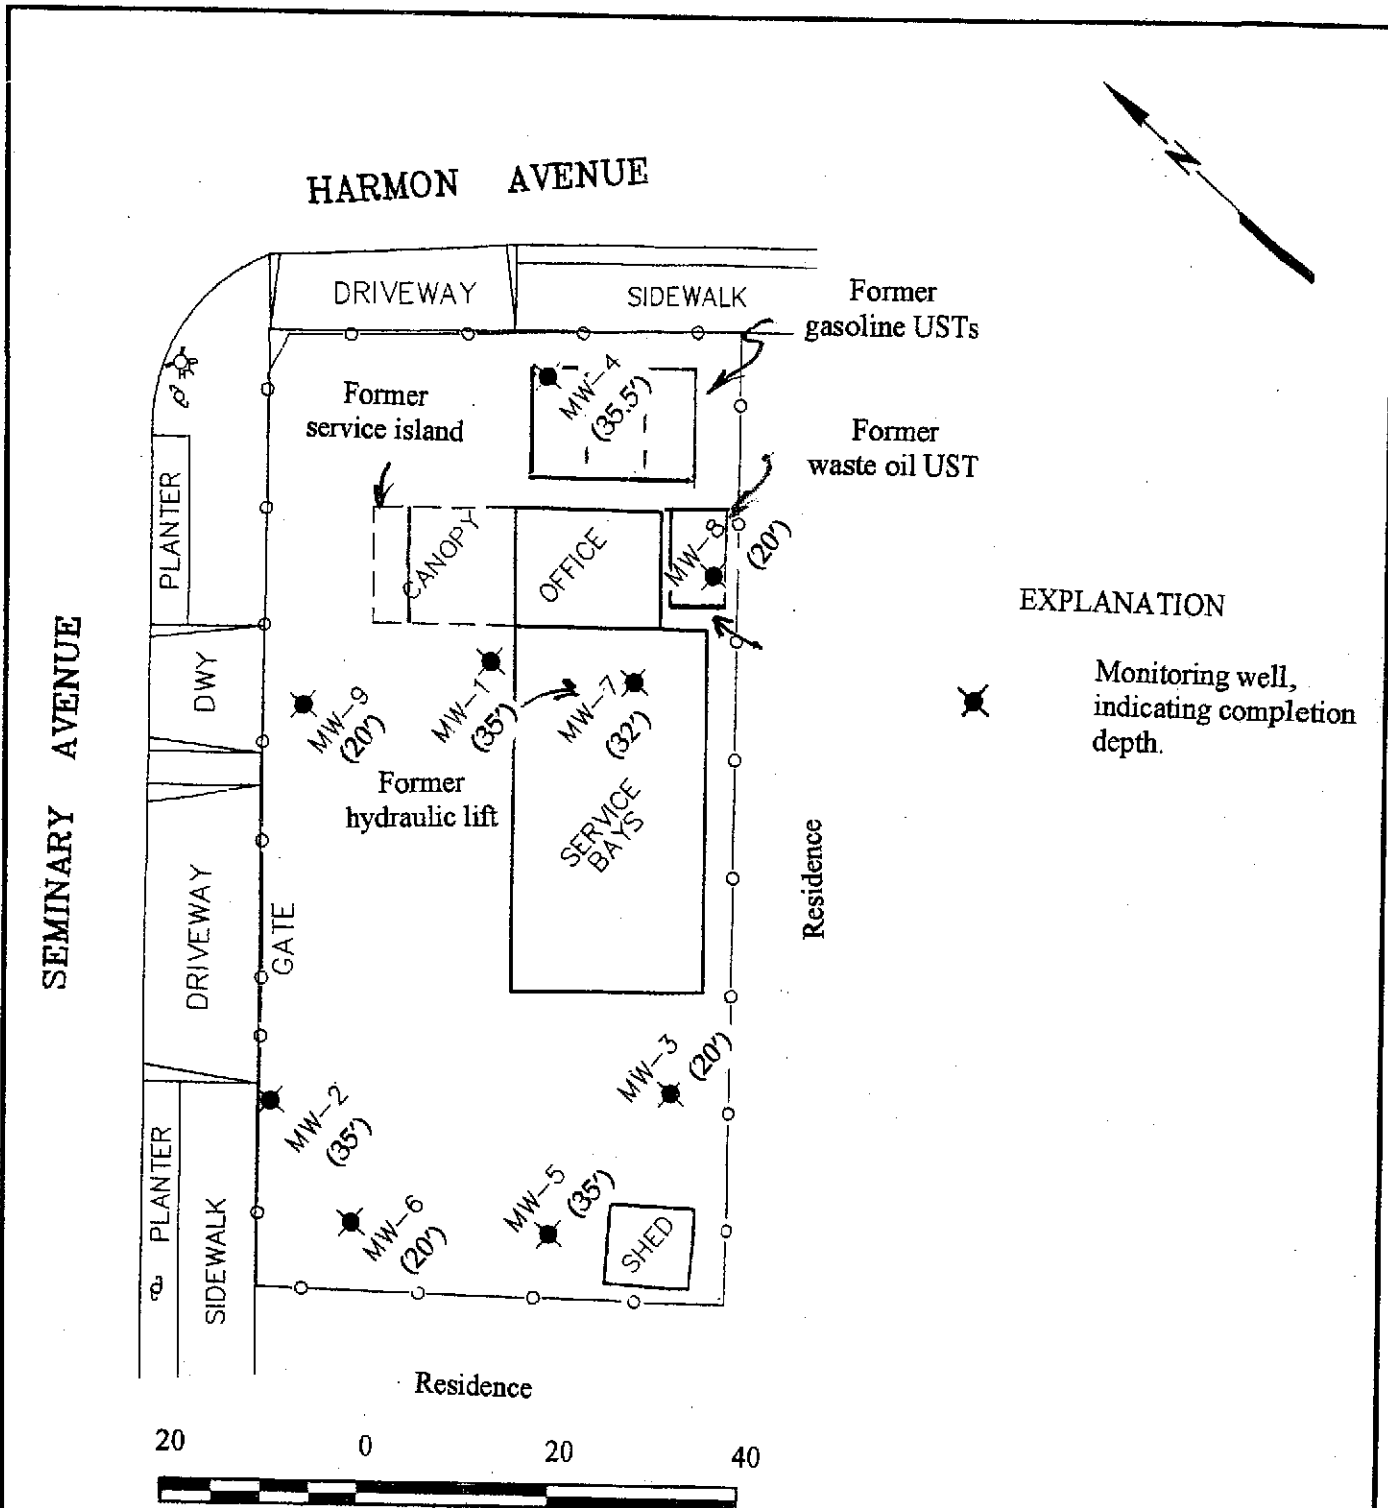 N
HARMON AVENUE
DRIVEWAY
SIDEWALK
Former
gasoline USTs
MW-4
(35.5')
Former
service island
Former
waste oil UST
PLANTER
CANOPY
OFFICE
MW-8
(20')
EXPLANATION
Monitoring well,
indicating completion
depth.
SEMINARY AVENUE
DWY
MW-9
(20')
MW-1
(35')
MW-7
(32')
Former
hydraulic lift
SERVICE
BAYS
Residence
DRIVEWAY
GATE
MW-3
(20')
MW-2
(35')
PLANTER
SIDEWALK
MW-6
(20')
MW-5
(35')
SHED
Residence
20 0 20 40